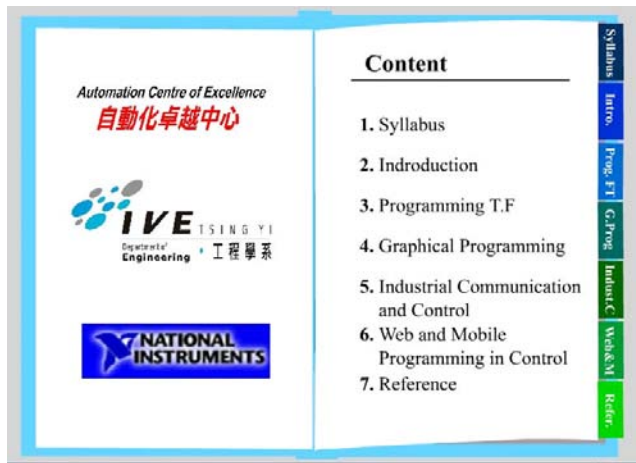 Automation Centre of Excellence
自動化卓越中心
IVE TSING YI
Department of
Engineering · 工程學系
NATIONAL
INSTRUMENTS
Content
1. Syllabus
2. Indroduction
3. Programming T.F
4. Graphical Programming
5. Industrial Communication
and Control
6. Web and Mobile
Programming in Control
7. Reference
Syllabus
Intro.
Prog. FT
G.Prog
Indust.C
Web&M
Refer.